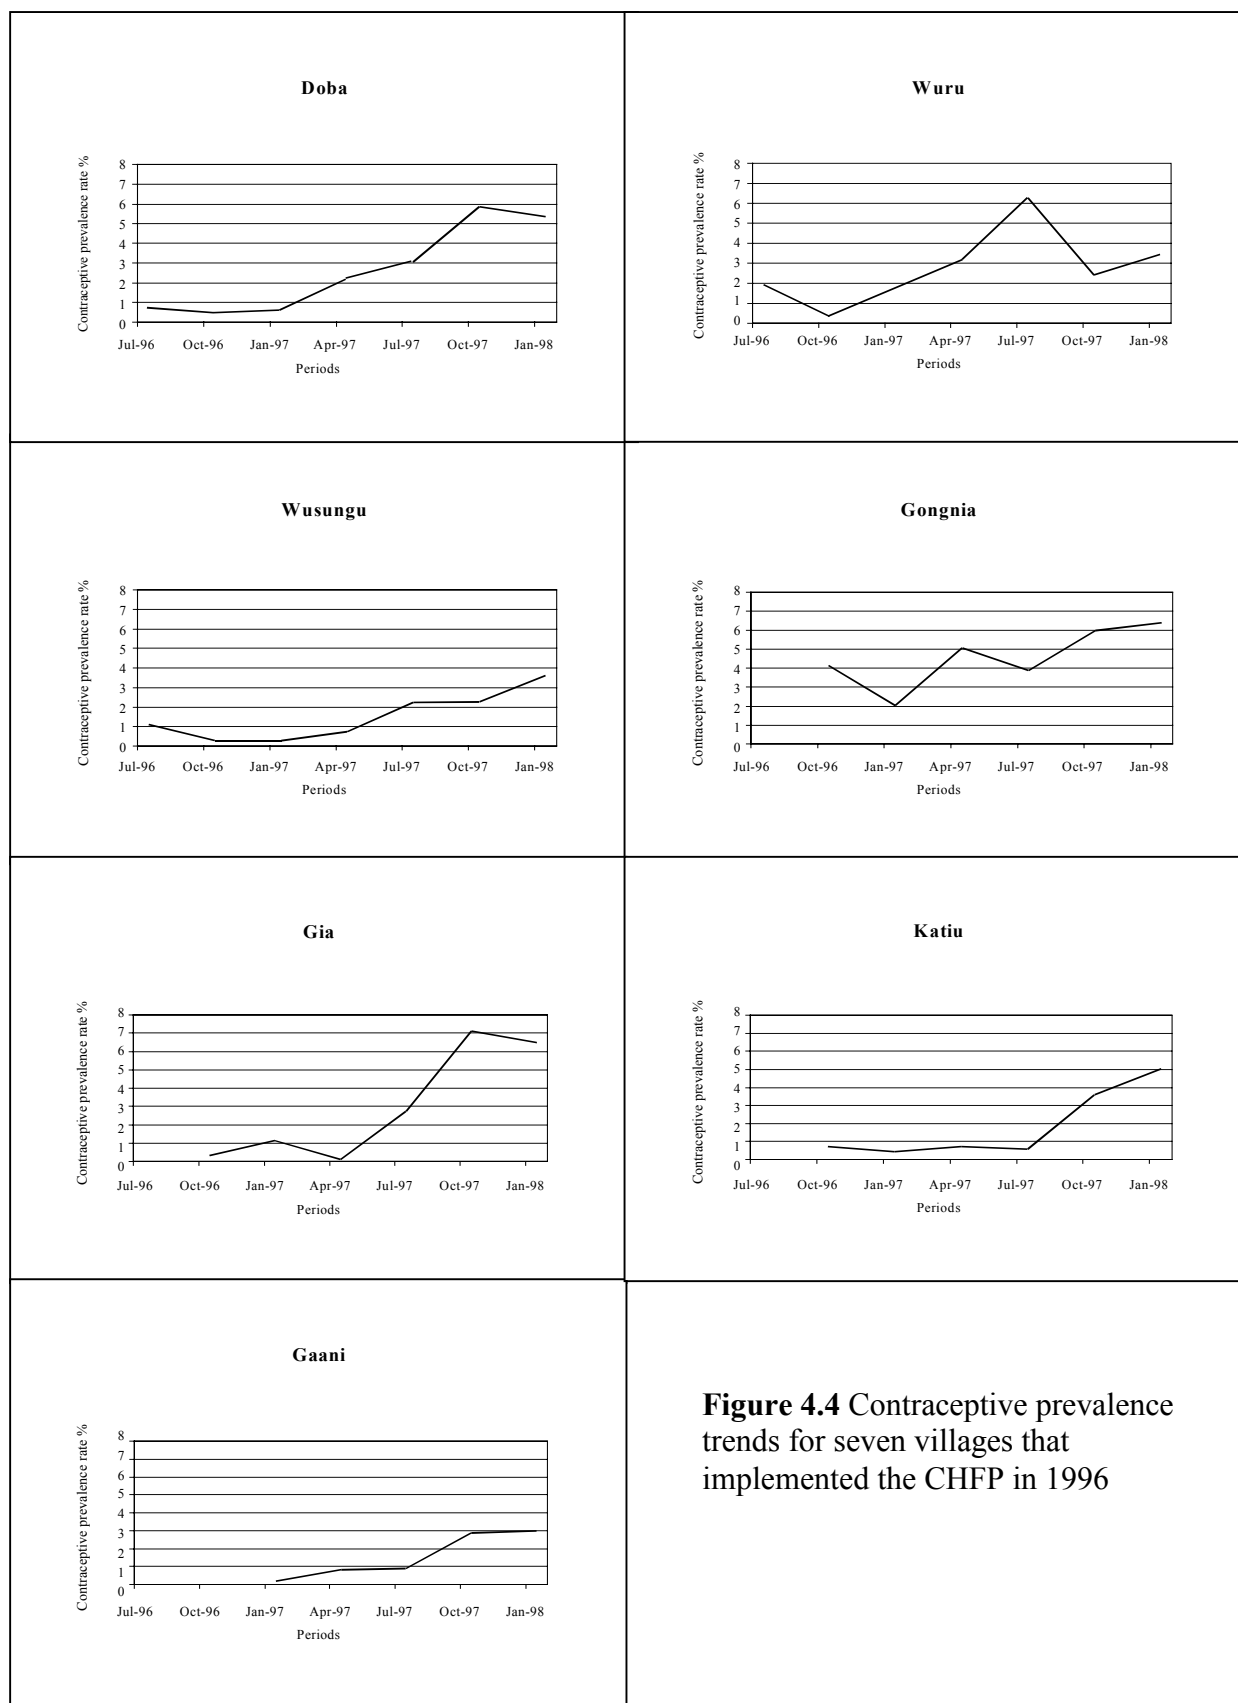 Doba
Contraceptive prevalence rate %
8
7
6
5
4
3
2
1
0
Jul-96 Oct-96 Jan-97 Apr-97 Jul-97 Oct-97 Jan-98
Periods
Wuru
Contraceptive prevalence rate %
8
7
6
5
4
3
2
1
0
Jul-96 Oct-96 Jan-97 Apr-97 Jul-97 Oct-97 Jan-98
Periods
Wusungu
Contraceptive prevalence rate %
8
7
6
5
4
3
2
1
0
Jul-96 Oct-96 Jan-97 Apr-97 Jul-97 Oct-97 Jan-98
Periods
Gongnia
Contraceptive prevalence rate %
8
7
6
5
4
3
2
1
0
Jul-96 Oct-96 Jan-97 Apr-97 Jul-97 Oct-97 Jan-98
Periods
Gia
Contraceptive prevalence rate %
8
7
6
5
4
3
2
1
0
Jul-96 Oct-96 Jan-97 Apr-97 Jul-97 Oct-97 Jan-98
Periods
Katiu
Contraceptive prevalence rate %
8
7
6
5
4
3
2
1
0
Jul-96 Oct-96 Jan-97 Apr-97 Jul-97 Oct-97 Jan-98
Periods
Gaani
Contraceptive prevalence rate %
8
7
6
5
4
3
2
1
0
Jul-96 Oct-96 Jan-97 Apr-97 Jul-97 Oct-97 Jan-98
Periods
Figure 4.4 Contraceptive prevalence
trends for seven villages that
implemented the CHFP in 1996